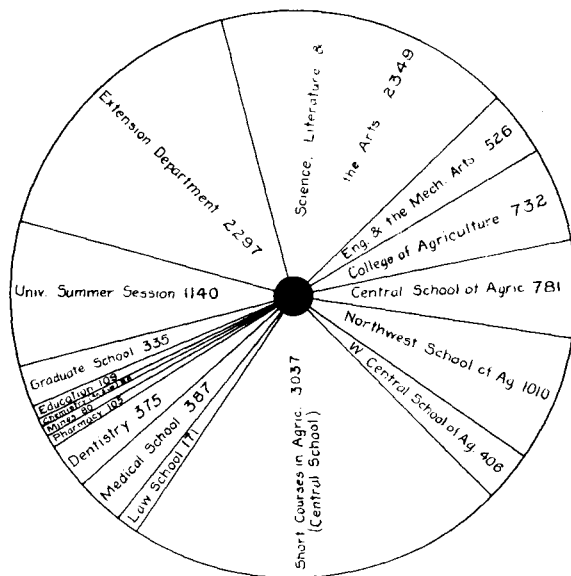 Science, Literature &
the Arts 2349
Eng. & the Mech. Arts 526
College of Agriculture 732
Central School of Agric 781
Northwest School of Ag 1010
W Central School of Ag. 406
Short Courses in Agric. 3037
(Central School)
Law School 171
Medical School 387
Dentistry 375
Pharmacy 103
Mines 80
Chemistry
Education 109
Graduate School 335
Univ. Summer Session 1140
Extension Department 2297